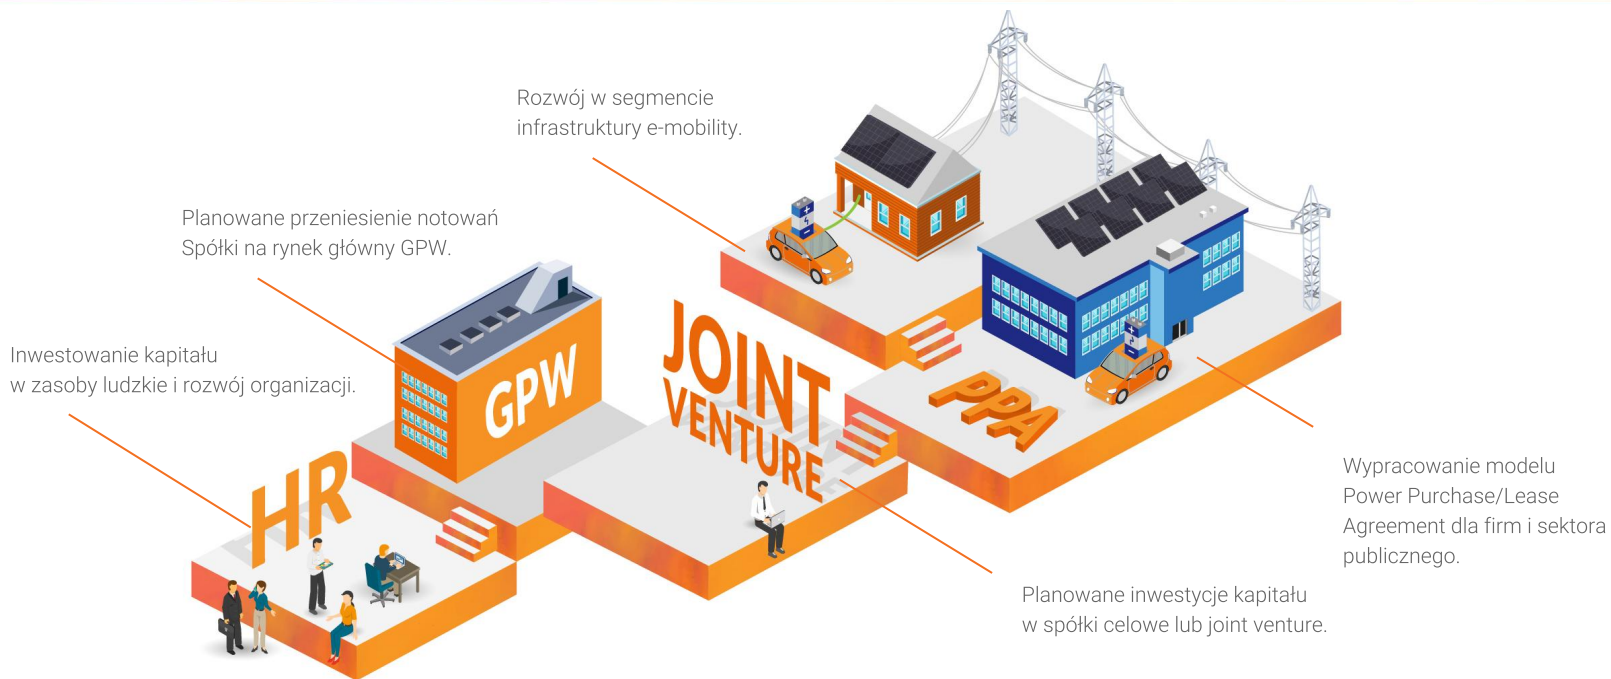 Rozwój w segmencie
infrastruktury e-mobility.
Planowane przeniesienie notowań
Spółki na rynek główny GPW.
Inwestowanie kapitału
w zasoby ludzkie i rozwój organizacji.
HR
GPW
JOINT
VENTURE
PPA
Wypracowanie modelu
Power Purchase/Lease
Agreement dla firm i sektora
publicznego.
Planowane inwestycje kapitału
w spółki celowe lub joint venture.